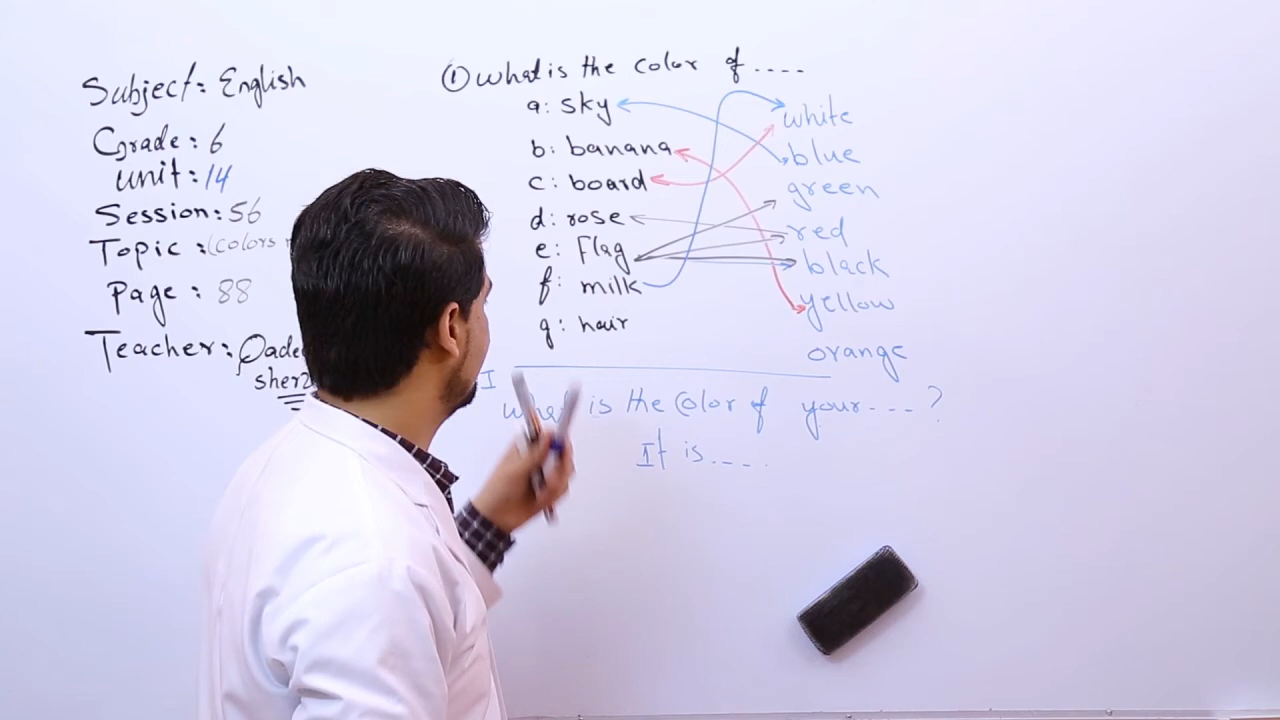 Subject: English
Grade: 6
unit: 14
Session: 56
Topic: (colors
Page: 88
Teacher:
① what is the color of ....
a: sky
b: banana
c: board
d: rose
e: Flag
f: milk
g: hair
white
blue
green
red
black
yellow
orange
I
what is the color of your --- ?
It is ....